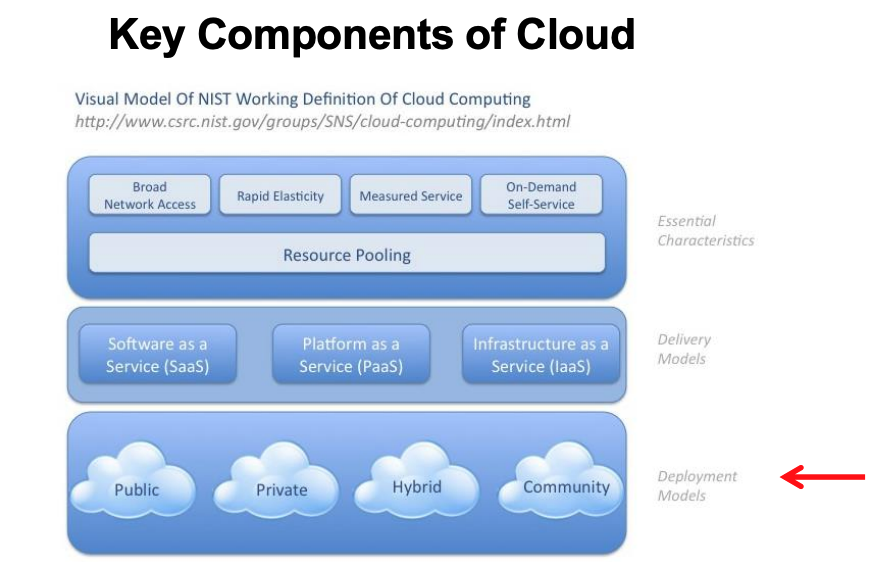 Key Components of Cloud
Visual Model Of NIST Working Definition Of Cloud Computing
http://www.csrc.nist.gov/groups/SNS/cloud-computing/index.html
Broad
Network Access
Rapid Elasticity
Measured Service
On-Demand
Self-Service
Resource Pooling
Essential
Characteristics
Software as a
Service (SaaS)
Platform as a
Service (PaaS)
Infrastructure as a
Service (IaaS)
Delivery
Models
Public
Private
Hybrid
Community
Deployment
Models